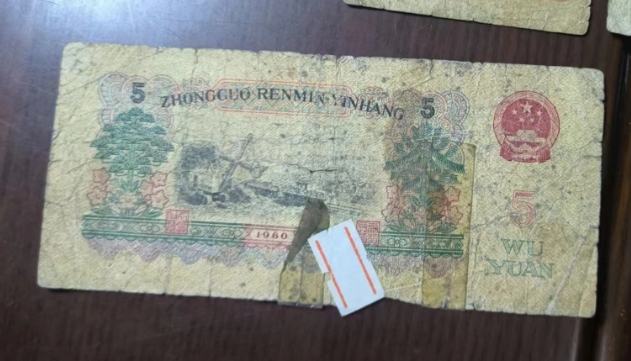 5 ZHONGGUO RENMIN YINHANG 5
1960
5
WU
YUAN